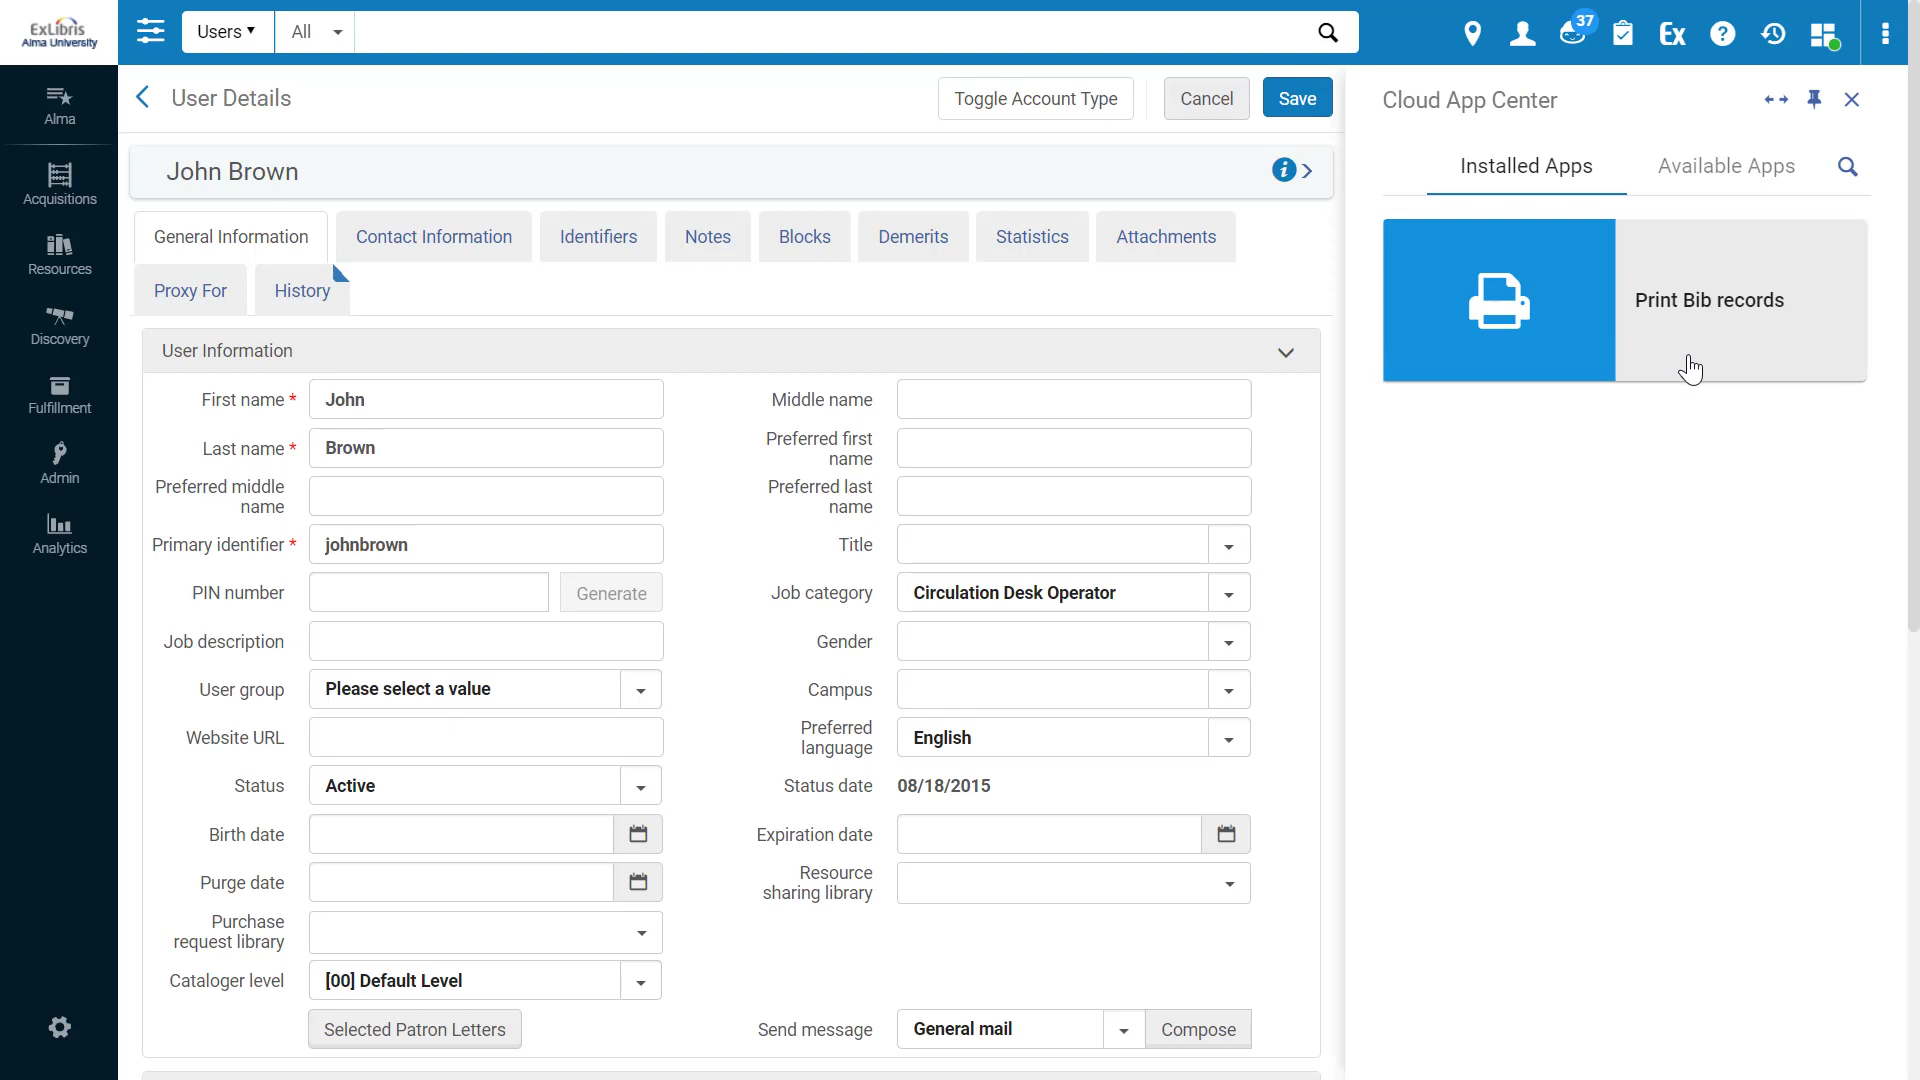 ExLibris
Alma University
Users
All
37
Ex
?
Alma
Acquisitions
Resources
Discovery
Fulfillment
Admin
Analytics
User Details
Toggle Account Type
Cancel
Save
John Brown
i
General Information
Contact Information
Identifiers
Notes
Blocks
Demerits
Statistics
Attachments
Proxy For
History
User Information
First name *
John
Middle name
Last name *
Brown
Preferred first
name
Preferred middle
name
Preferred last
name
Primary identifier *
johnbrown
Title
PIN number
Generate
Job category
Circulation Desk Operator
Job description
Gender
User group
Please select a value
Campus
Website URL
Preferred
language
English
Status
Active
Status date
08/18/2015
Birth date
Expiration date
Purge date
Resource
sharing library
Purchase
request library
Cataloger level
[00] Default Level
Selected Patron Letters
Send message
General mail
Compose
Cloud App Center
Installed Apps
Available Apps
Print Bib records